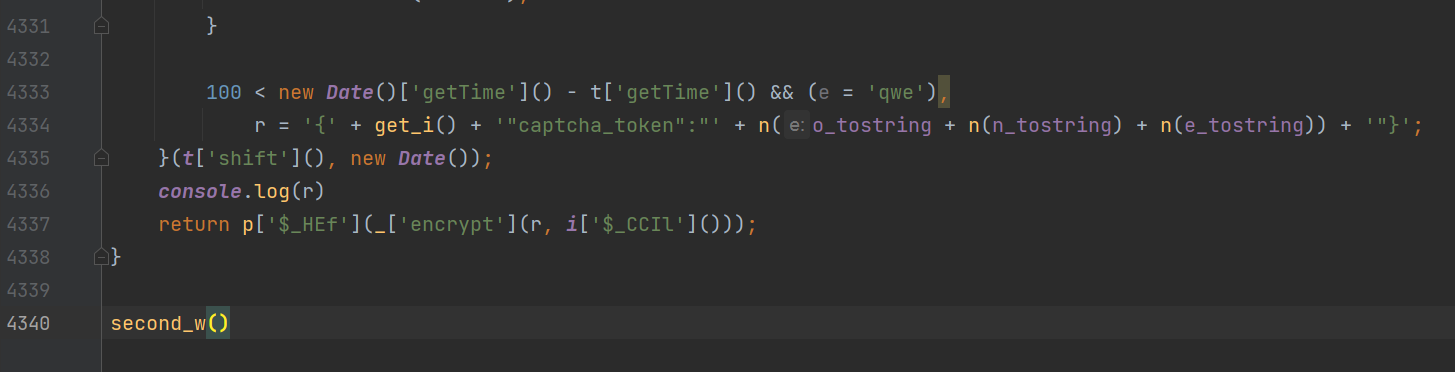 4331 }
4332
4333 100 < new Date()['getTime']() - t['getTime']() && (e = 'qwe'),
4334 r = '{' + get_i() + '"captcha_token":"' + n( e: o_tostring + n(n_tostring) + n(e_tostring)) + '"}';
4335 }(t['shift'](), new Date());
4336 console.log(r)
4337 return p['$_HEf'](_['encrypt'](r, i['$_CCIl']()));
4338 }
4339
4340 second_w()